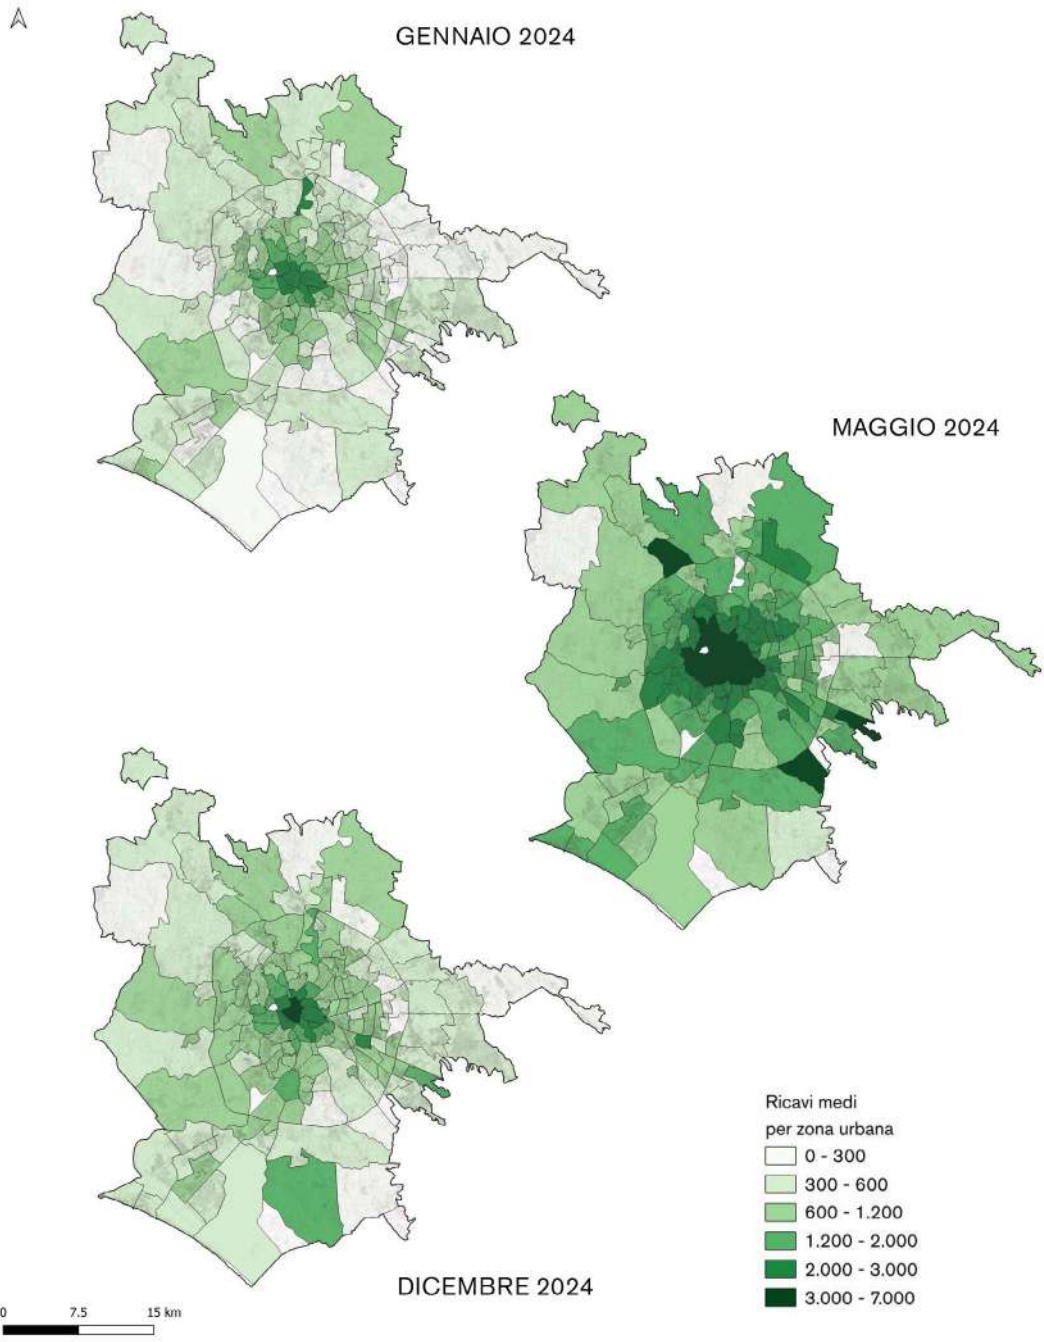 GENNAIO 2024
MAGGIO 2024
DICEMBRE 2024
Ricavi medi
per zona urbana
0 - 300
300 - 600
600 - 1.200
1.200 - 2.000
2.000 - 3.000
3.000 - 7.000
0 7.5 15 km